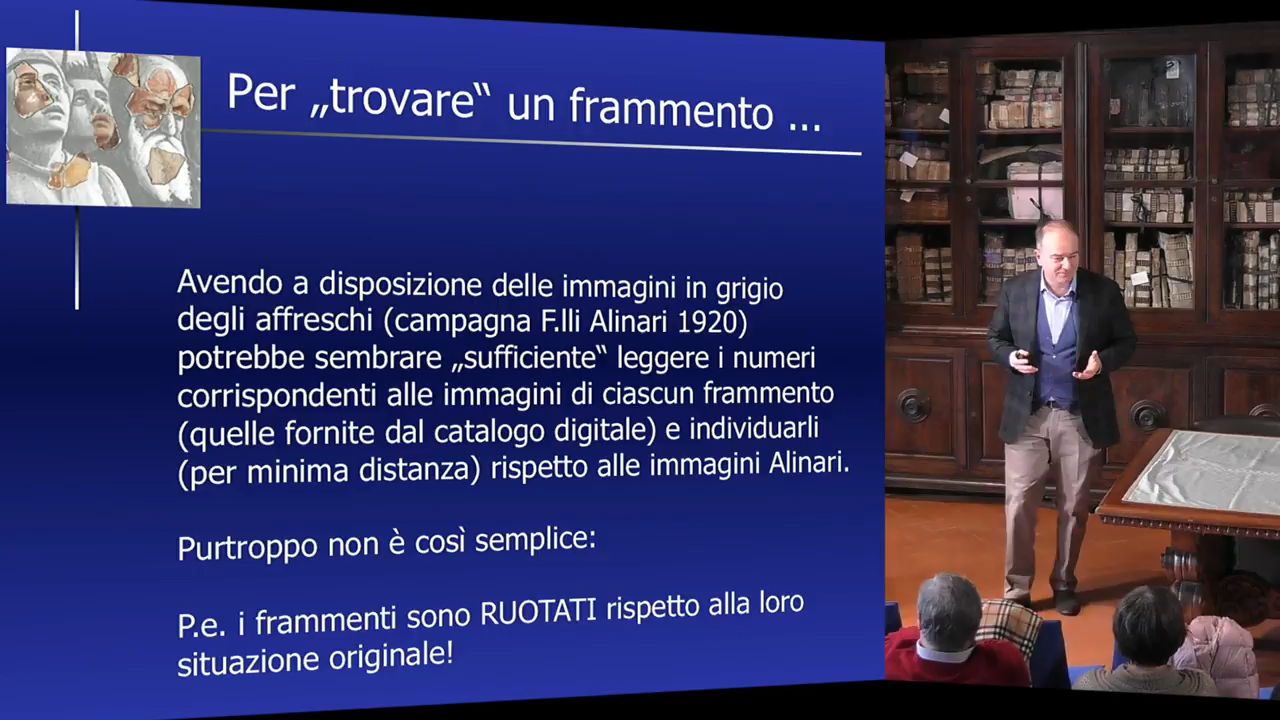 Per „trovare“ un frammento ...
Avendo a disposizione delle immagini in grigio
degli affreschi (campagna F.lli Alinari 1920)
potrebbe sembrare „sufficiente“ leggere i numeri
corrispondenti alle immagini di ciascun frammento
(quelle fornite dal catalogo digitale) e individuarli
(per minima distanza) rispetto alle immagini Alinari.
Purtroppo non è così semplice:
P.e. i frammenti sono RUOTATI rispetto alla loro
situazione originale!